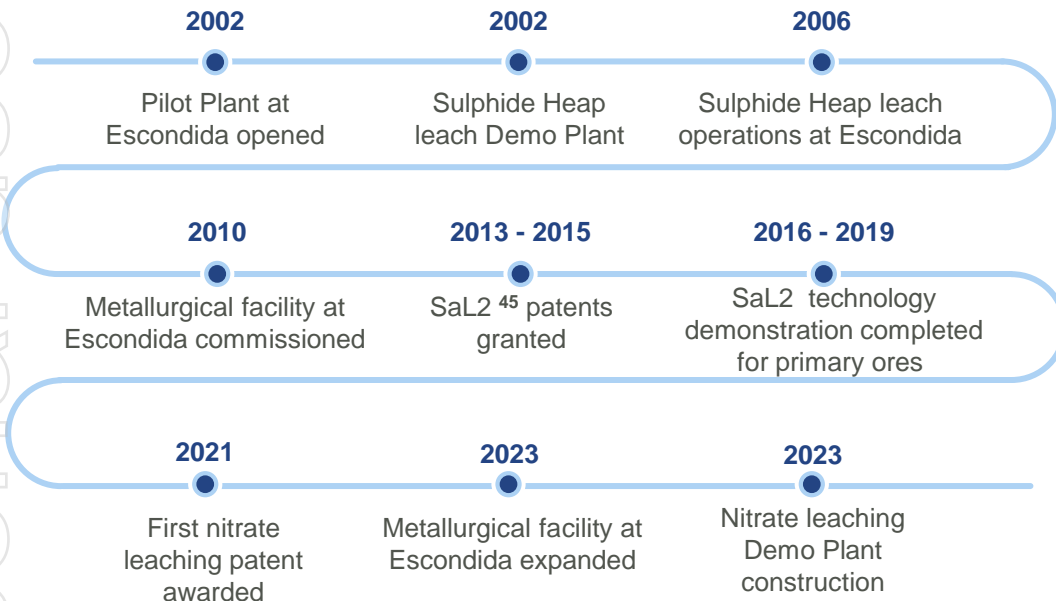 2002
2002
2006
Pilot Plant at
Escondida opened
Sulphide Heap
leach Demo Plant
Sulphide Heap leach
operations at Escondida
2010
2013 - 2015
2016 - 2019
Metallurgical facility at
Escondida commissioned
SaL2 45 patents
granted
SaL2 technology
demonstration completed
for primary ores
2021
2023
2023
First nitrate
leaching patent
awarded
Metallurgical facility at
Escondida expanded
Nitrate leaching
Demo Plant
construction